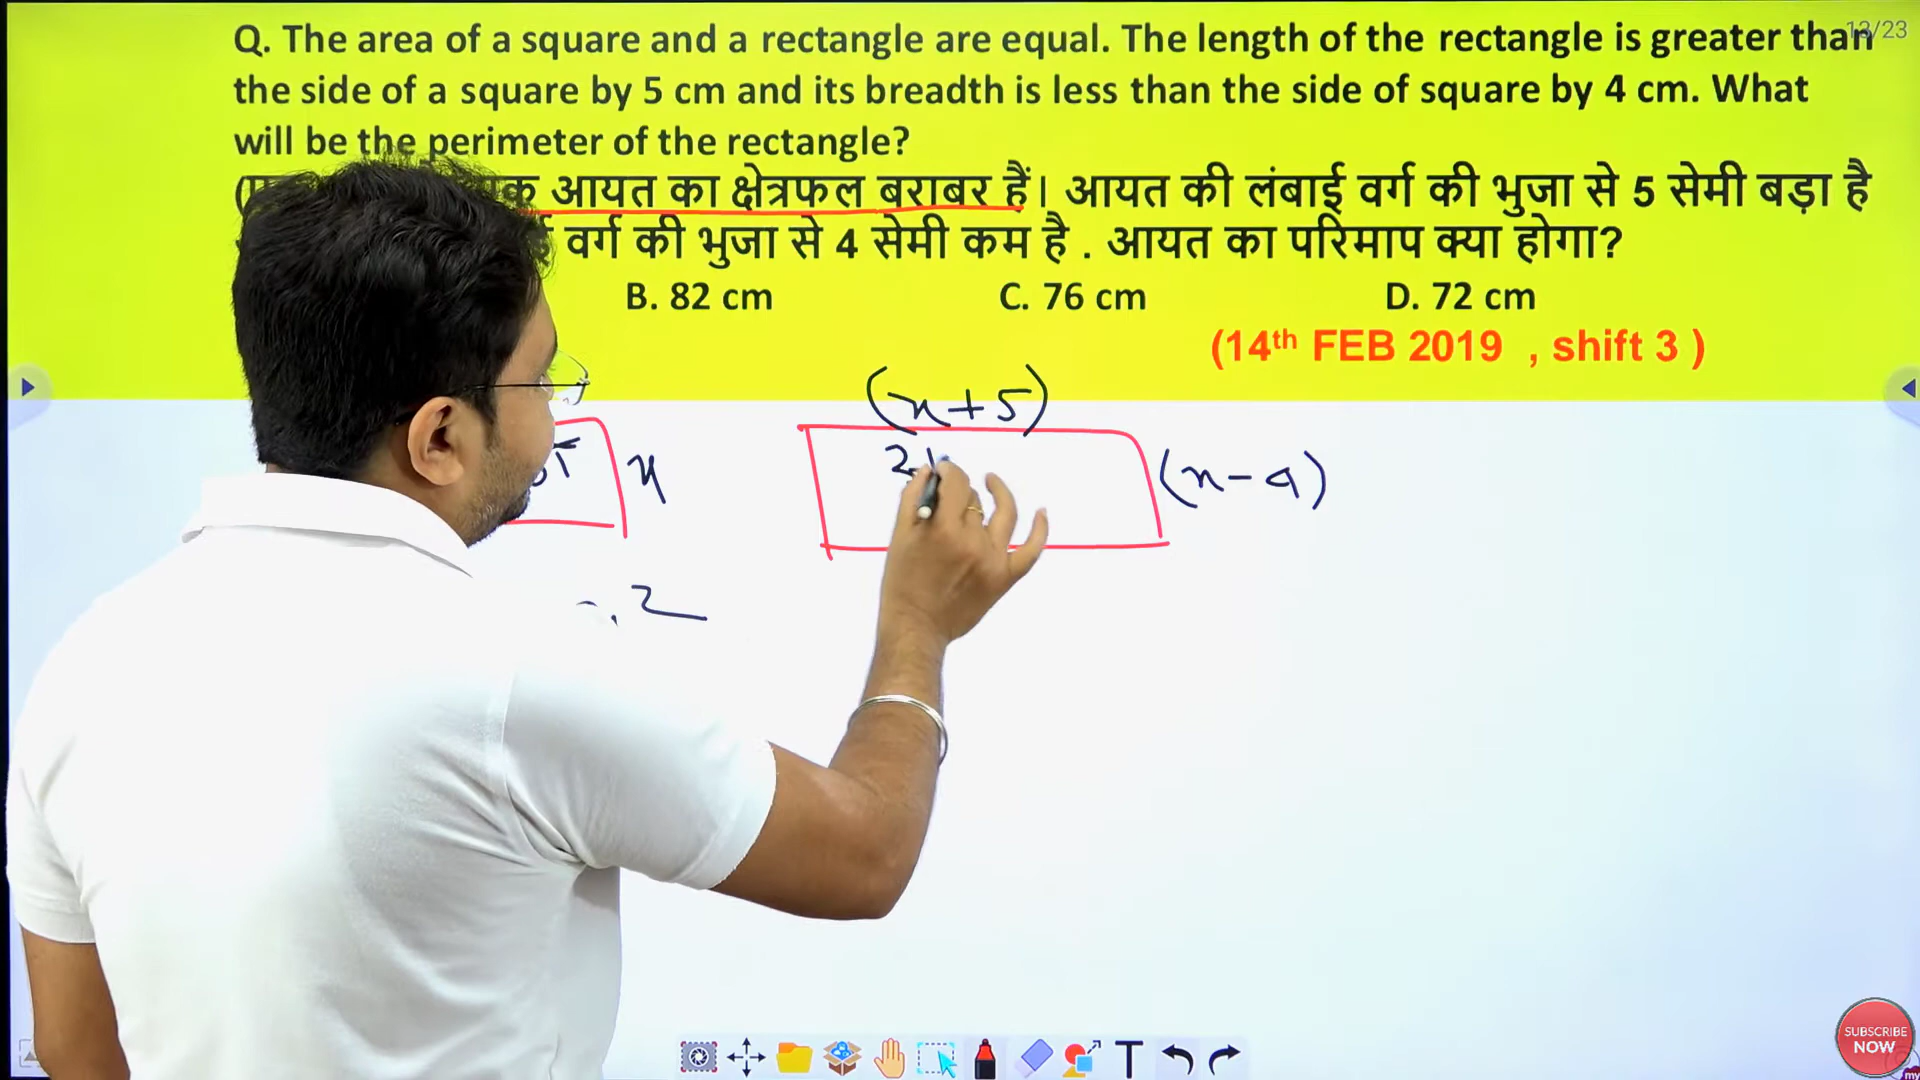 13/23
Q. The area of a square and a rectangle are equal. The length of the rectangle is greater than
the side of a square by 5 cm and its breadth is less than the side of square by 4 cm. What
will be the perimeter of the rectangle?
आयत का क्षेत्रफल बराबर हैं। आयत की लंबाई वर्ग की भुजा से 5 सेमी बड़ा है
वर्ग की भुजा से 4 सेमी कम है . आयत का परिमाप क्या होगा?
B. 82 cm C. 76 cm D. 72 cm
(14th FEB 2019 , shift 3 )
(x+5)
x (x-4)
2
T
SUBSCRIBE
NOW
my